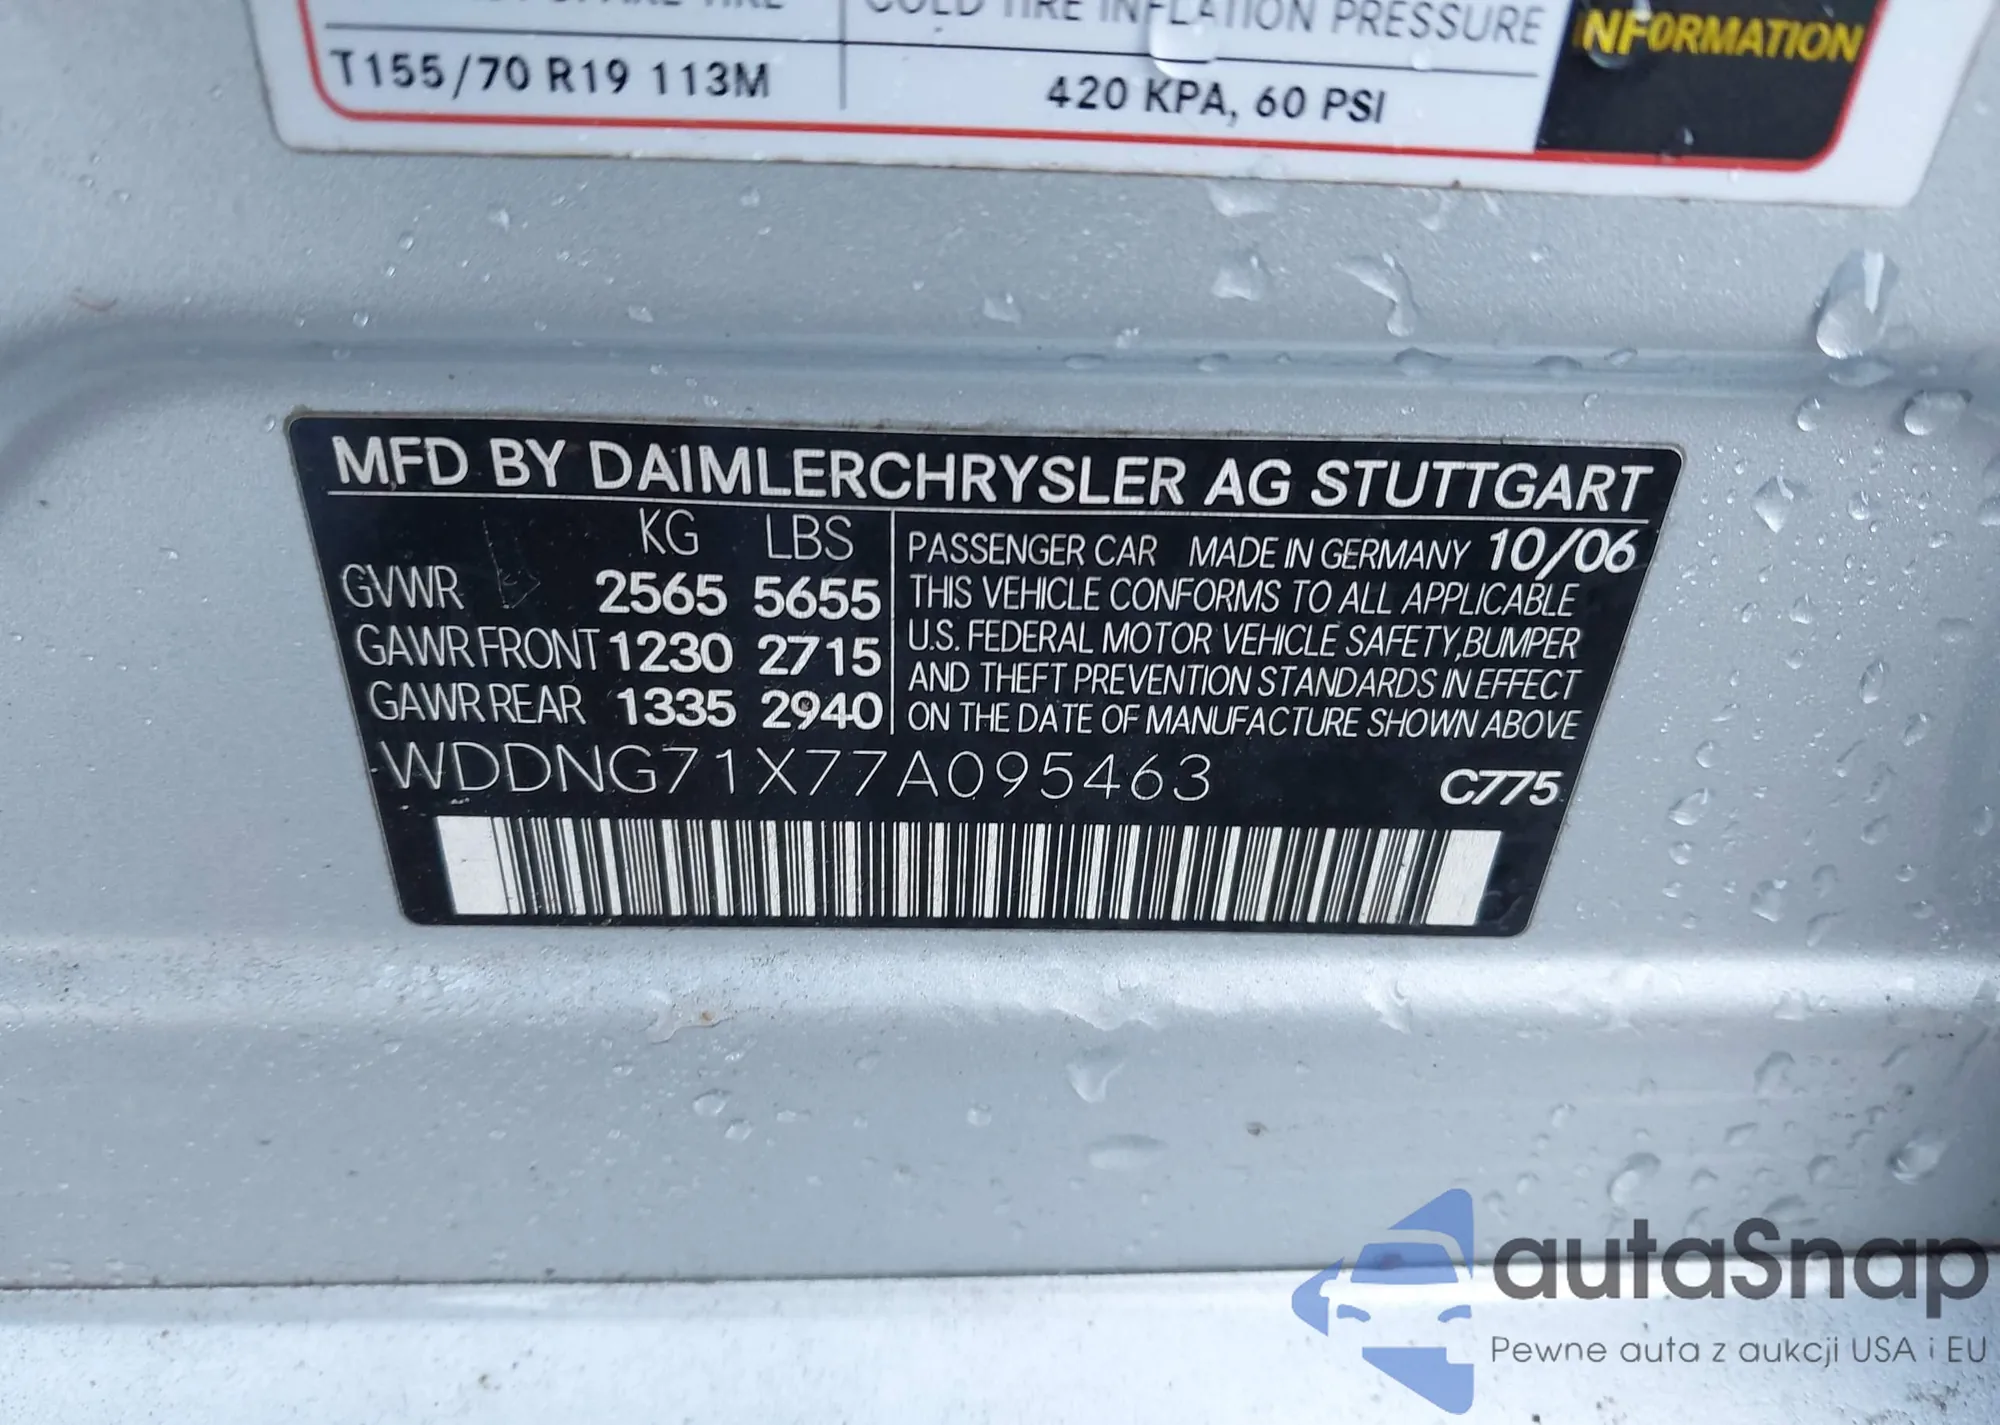 COLD TIRE INFLATION PRESSURE
INFORMATION
T155/70 R19 113M
420 KPA, 60 PSI
MFD BY DAIMLERCHRYSLER AG STUTTGART
KG LBS
GVWR 2565 5655
GAWR FRONT 1230 2715
GAWR REAR 1335 2940
PASSENGER CAR MADE IN GERMANY 10/06
THIS VEHICLE CONFORMS TO ALL APPLICABLE
U.S. FEDERAL MOTOR VEHICLE SAFETY,BUMPER
AND THEFT PREVENTION STANDARDS IN EFFECT
ON THE DATE OF MANUFACTURE SHOWN ABOVE
WDDNG71X77A095463
C775
autaSnap
Pewne auta z aukcji USA i EU